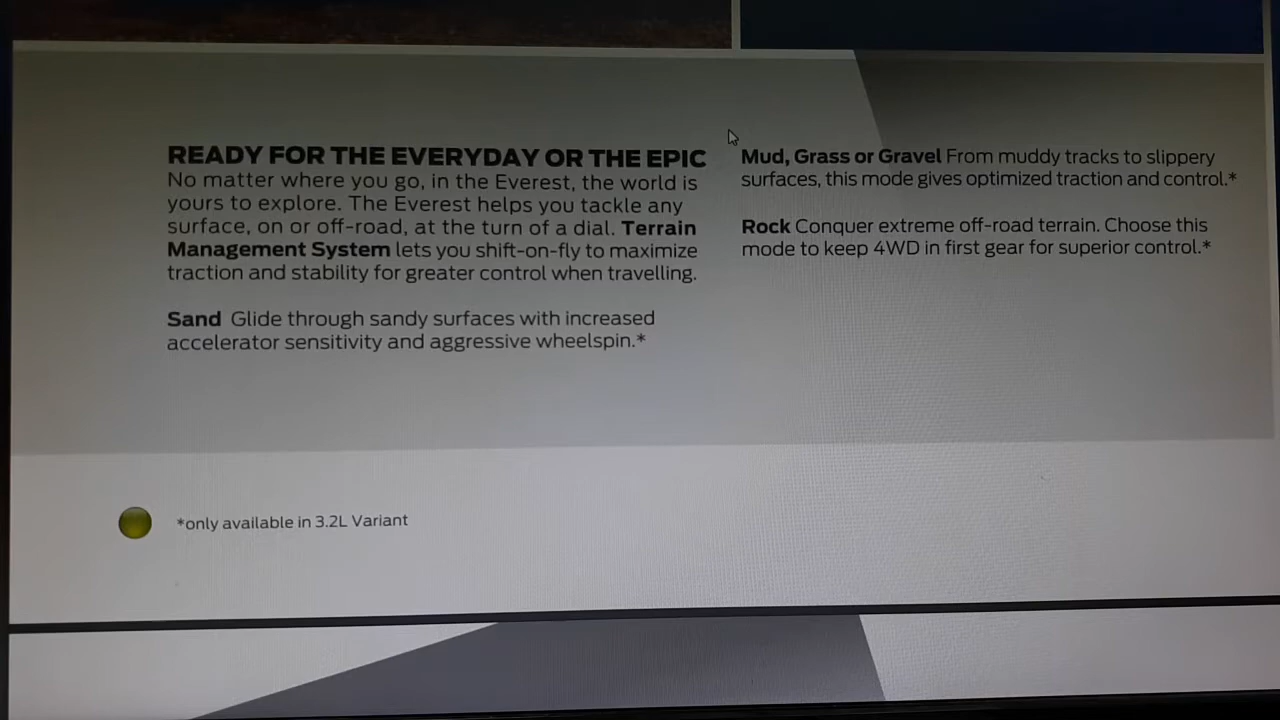 READY FOR THE EVERYDAY OR THE EPIC
No matter where you go, in the Everest, the world is
yours to explore. The Everest helps you tackle any
surface, on or off-road, at the turn of a dial. Terrain
Management System lets you shift-on-fly to maximize
traction and stability for greater control when travelling.
Sand Glide through sandy surfaces with increased
accelerator sensitivity and aggressive wheelspin.*
Mud, Grass or Gravel From muddy tracks to slippery
surfaces, this mode gives optimized traction and control.*
Rock Conquer extreme off-road terrain. Choose this
mode to keep 4WD in first gear for superior control.*
*only available in 3.2L Variant